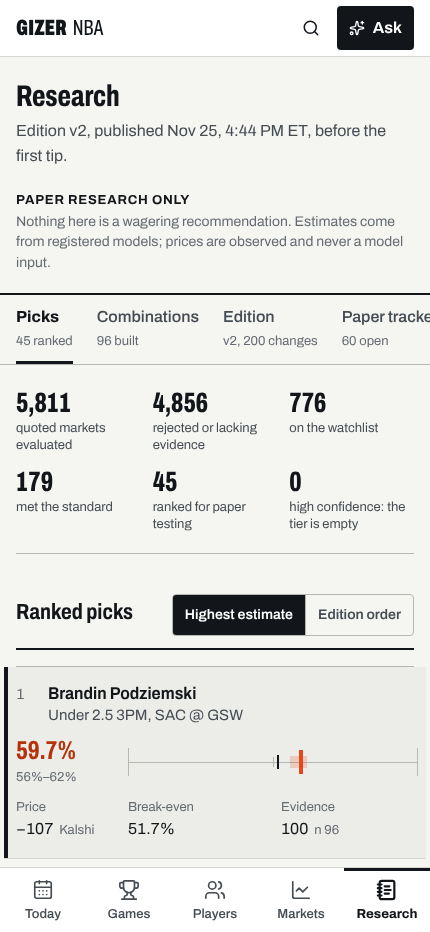 GIZER NBA
Ask
Research
Edition v2, published Nov 25, 4:44 PM ET, before the
first tip.
PAPER RESEARCH ONLY
Nothing here is a wagering recommendation. Estimates come
from registered models; prices are observed and never a model
input.
Picks Combinations Edition Paper tracke
45 ranked 96 built v2, 200 changes 60 open
5,811 4,856 776
quoted markets rejected or lacking on the watchlist
evaluated evidence
179 45 0
met the standard ranked for paper high confidence: the
testing tier is empty
Ranked picks Highest estimate Edition order
1 Brandin Podziemski
Under 2.5 3PM, SAC @ GSW
59.7%
56%–62%
Price Break-even Evidence
−107 Kalshi 51.7% 100 n 96
Today Games Players Markets Research